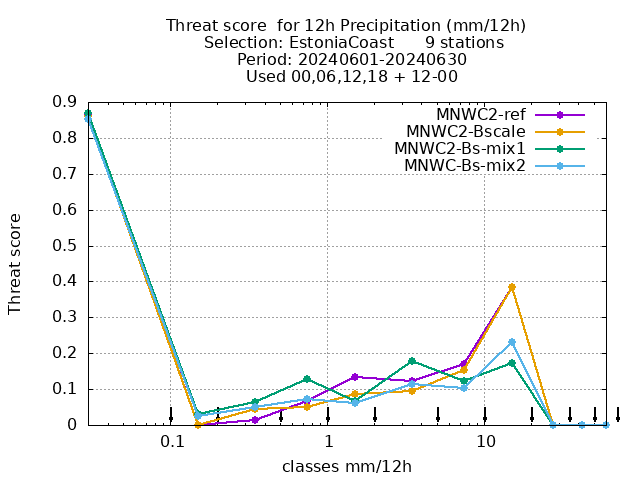 Threat score  for 12h Precipitation (mm/12h)
Selection: EstoniaCoast      9 stations
Period: 20240601-20240630
Used 00,06,12,18 + 12-00
MNWC2-ref
MNWC2-Bscale
MNWC2-Bs-mix1
MNWC-Bs-mix2
Threat score
0.9
0.8
0.7
0.6
0.5
0.4
0.3
0.2
0.1
0
0.1 1 10
classes mm/12h